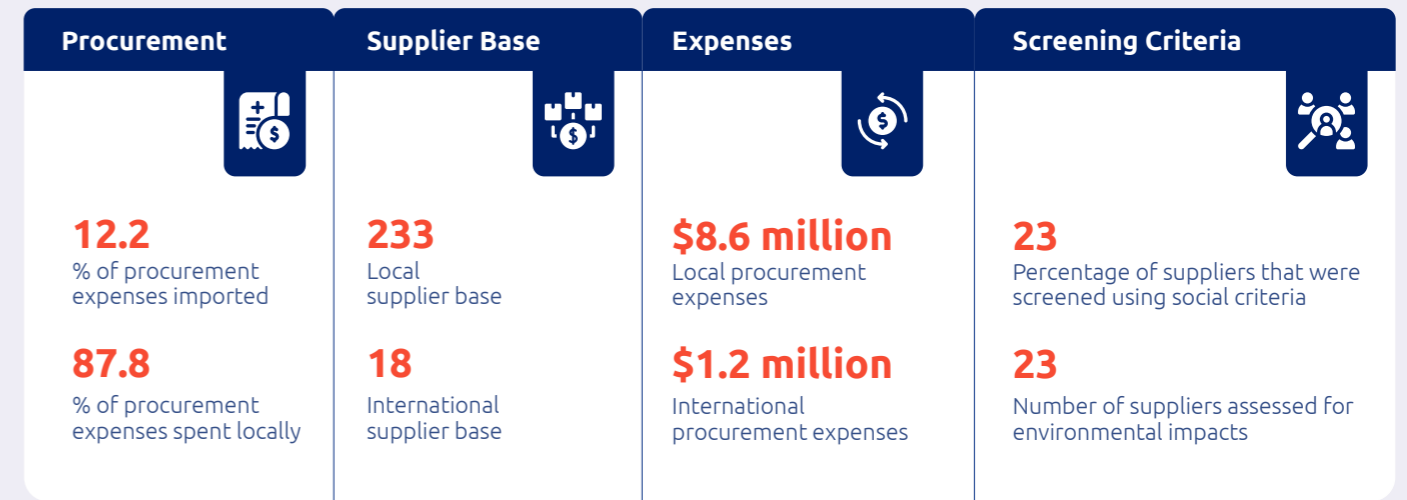 Procurement
12.2
% of procurement
expenses imported
87.8
% of procurement
expenses spent locally
Supplier Base
233
Local
supplier base
18
International
supplier base
Expenses
$8.6 million
Local procurement
expenses
$1.2 million
International
procurement expenses
Screening Criteria
23
Percentage of suppliers that were
screened using social criteria
23
Number of suppliers assessed for
environmental impacts